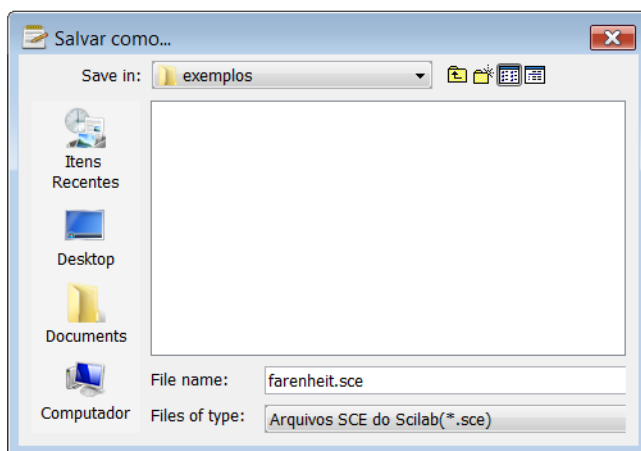 Salvar como...
Save in:
exemplos
Itens
Recentes
Desktop
Documents
Computador
File name:
farenheit.sce
Files of type:
Arquivos SCE do Scilab(*.sce)